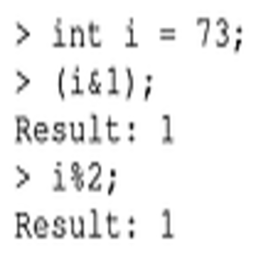 > int i = 73;
> (i&1);
Result: 1
> i%2;
Result: 1